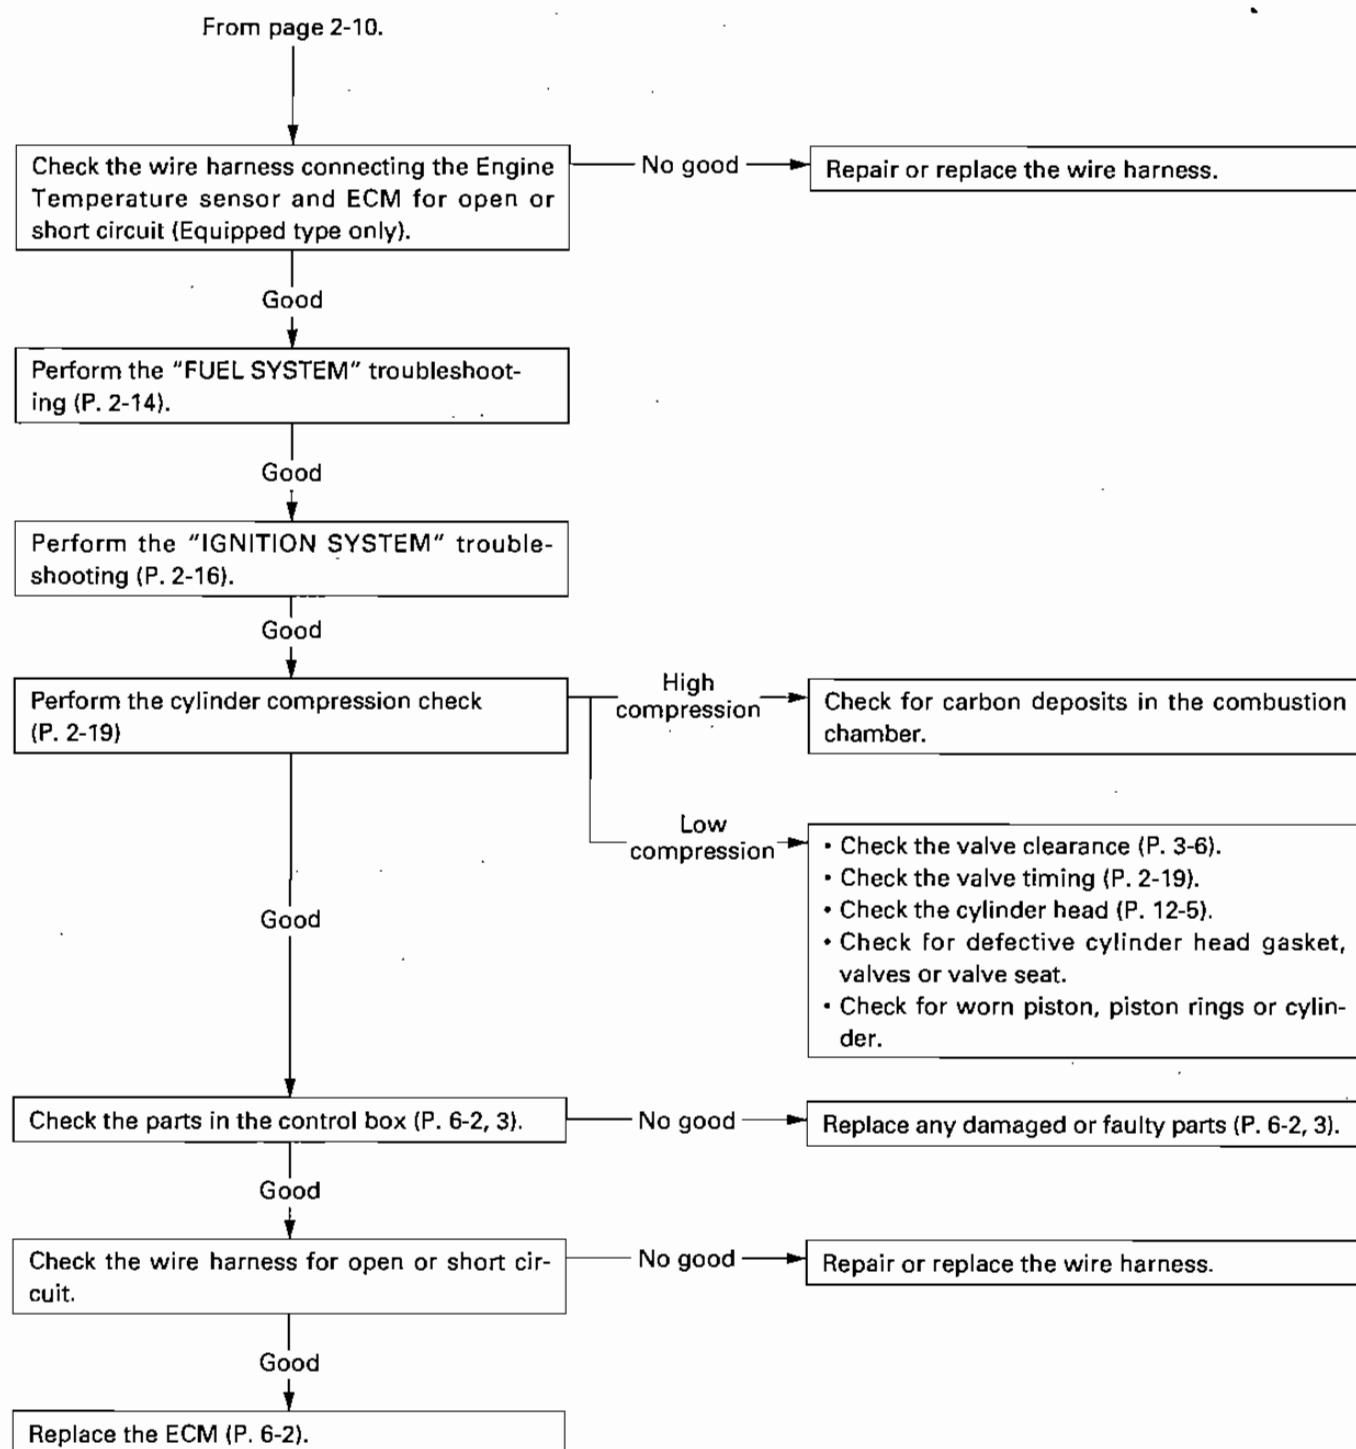 From page 2-10.
Check the wire harness connecting the Engine
Temperature sensor and ECM for open or
short circuit (Equipped type only).
No good
Repair or replace the wire harness.
Good
Perform the "FUEL SYSTEM" troubleshoot-
ing (P. 2-14).
Good
Perform the "IGNITION SYSTEM" trouble-
shooting (P. 2-16).
Good
Perform the cylinder compression check
(P. 2-19)
High
compression
Check for carbon deposits in the combustion
chamber.
Low
compression
• Check the valve clearance (P. 3-6).
• Check the valve timing (P. 2-19).
• Check the cylinder head (P. 12-5).
• Check for defective cylinder head gasket,
valves or valve seat.
• Check for worn piston, piston rings or cylin-
der.
Good
Check the parts in the control box (P. 6-2, 3).
No good
Replace any damaged or faulty parts (P. 6-2, 3).
Good
Check the wire harness for open or short cir-
cuit.
No good
Repair or replace the wire harness.
Good
Replace the ECM (P. 6-2).